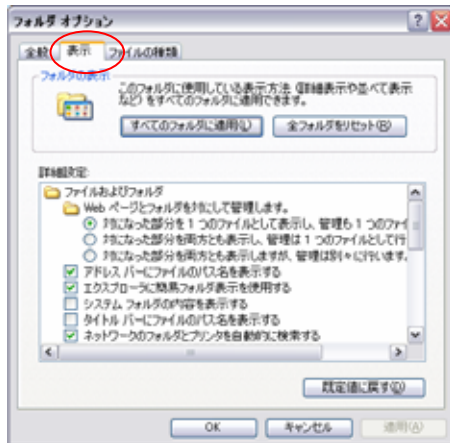 フォルダ オプション
全般 表示 ファイルの種類
フォルダの表示
このフォルダに使用している表示方法 (詳細表示や並べて表示
など) をすべてのフォルダに適用できます。
すべてのフォルダに適用(L) 全フォルダをリセット(R)
詳細設定:
ファイルおよびフォルダ
Web ページとフォルダを対にして管理します。
対になった部分を 1 つのファイルとして表示し、管理も 1 つのファイ
対になった部分を両方とも表示し、管理は 1 つのファイルとして行
対になった部分を両方とも表示しますが、管理は別々に行います。
アドレス バーにファイルのパス名を表示する
エクスプローラに簡易フォルダ表示を使用する
システム フォルダの内容を表示する
タイトル バーにファイルのパス名を表示する
ネットワークのフォルダとプリンタを自動的に検索する
既定値に戻す(D)
OK キャンセル 適用(A)